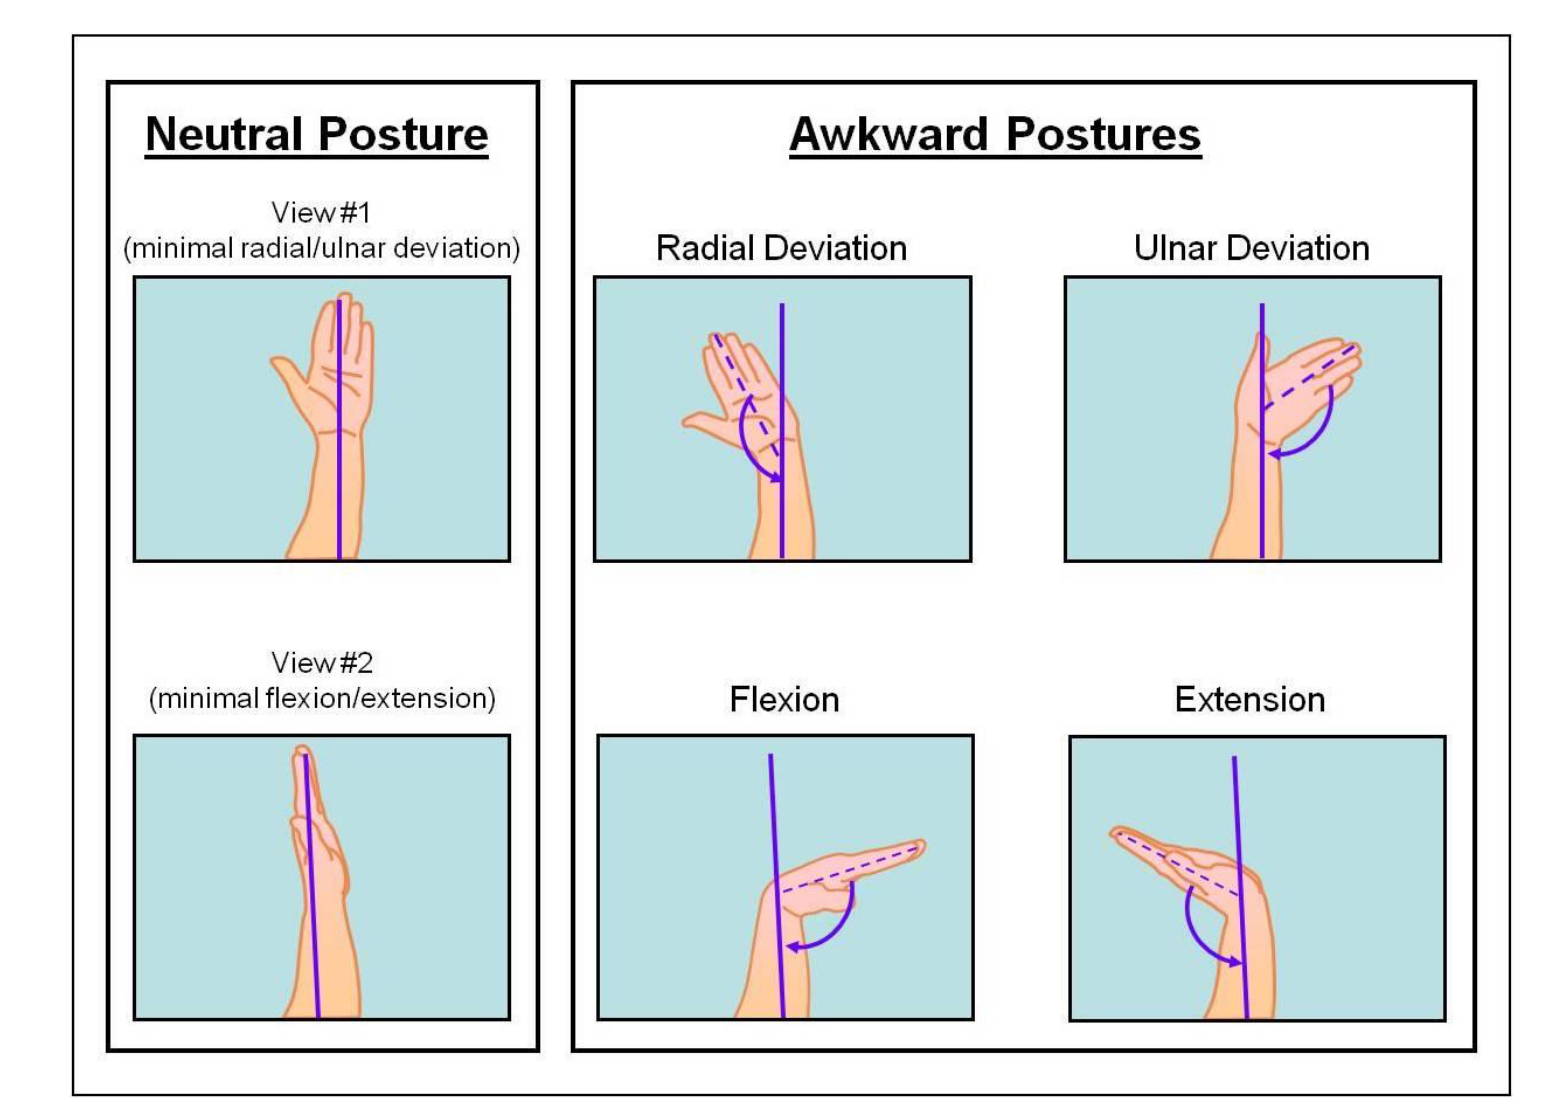 Neutral Posture
View #1
(minimal radial/ulnar deviation)
View #2
(minimal flexion/extension)
Awkward Postures
Radial Deviation
Ulnar Deviation
Flexion
Extension